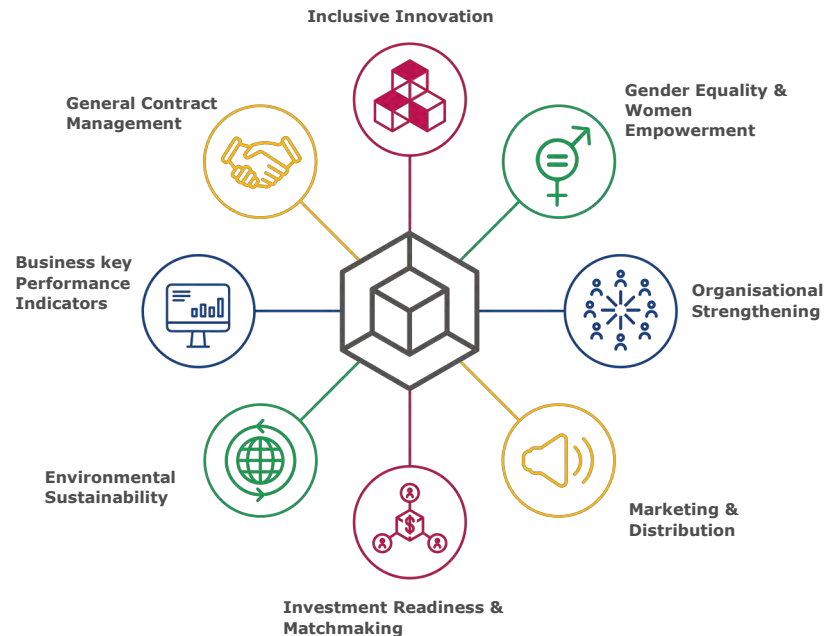 Inclusive Innovation
General Contract
Management
Gender Equality &
Women
Empowerment
Business key
Performance
Indicators
Organisational
Strengthening
Environmental
Sustainability
Marketing &
Distribution
$
Investment Readiness &
Matchmaking